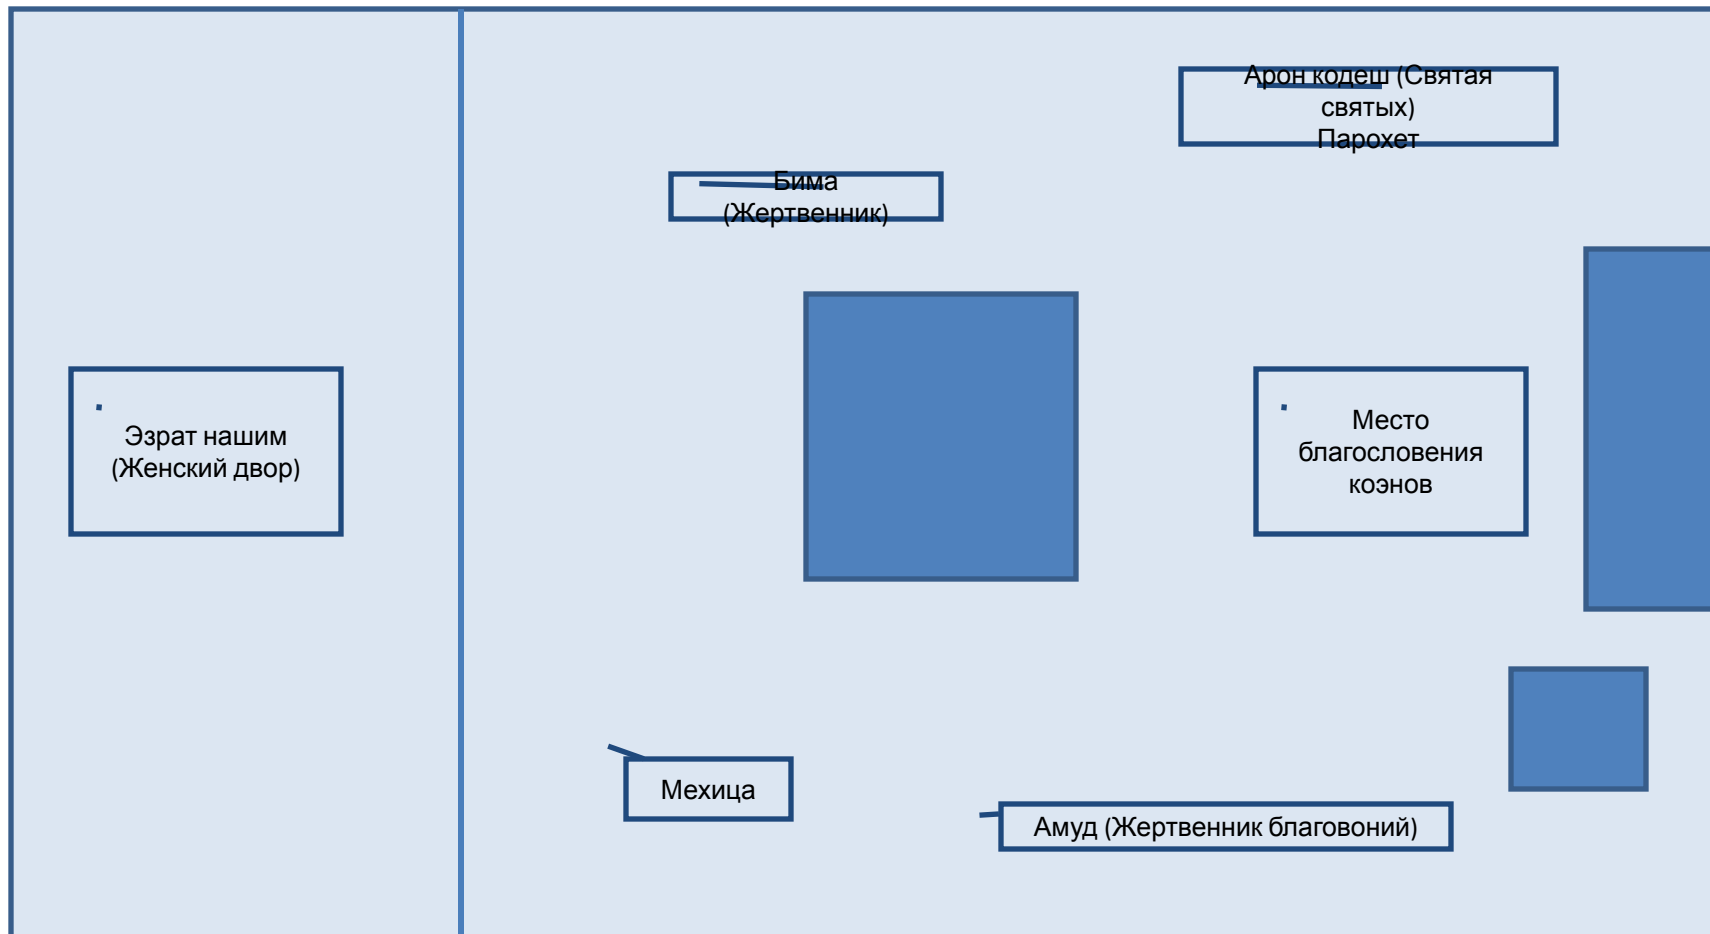 Арон кодеш (Святая
святых)
Парохет
Бима
(Жертвенник)
Эзрат нашим
(Женский двор)
Место
благословения
коэнов
Мехица
Амуд (Жертвенник благовоний)